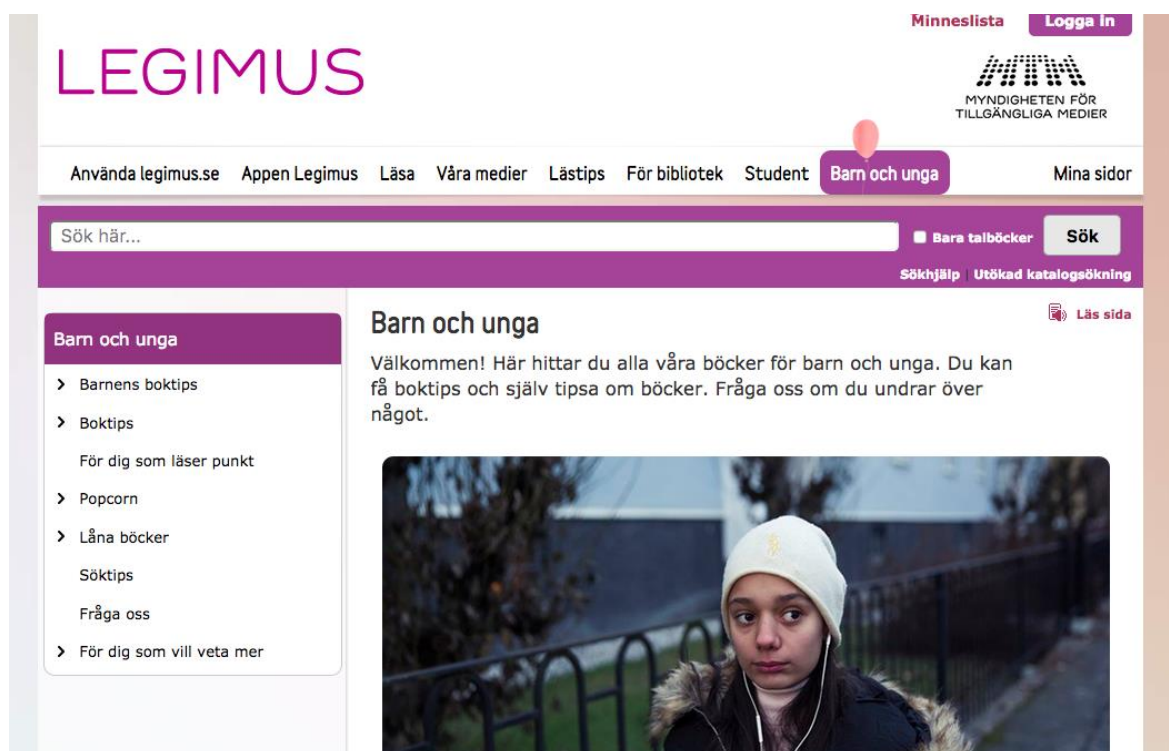 Minneslista Logga in
LEGIMUS
MTM
MYNDIGHETEN FÖR
TILLGÄNGLIGA MEDIER
Använda legimus.se Appen Legimus Läsa Våra medier Lästips För bibliotek Student Barn och unga Mina sidor
Sök här... Bara talböcker Sök
Sökhjälp | Utökad katalogsökning
Barn och unga
Barnens boktips
Boktips
För dig som läser punkt
Popcorn
Låna böcker
Söktips
Fråga oss
För dig som vill veta mer
Barn och unga
Läs sida
Välkommen! Här hittar du alla våra böcker för barn och unga. Du kan
få boktips och själv tipsa om böcker. Fråga oss om du undrar över
något.